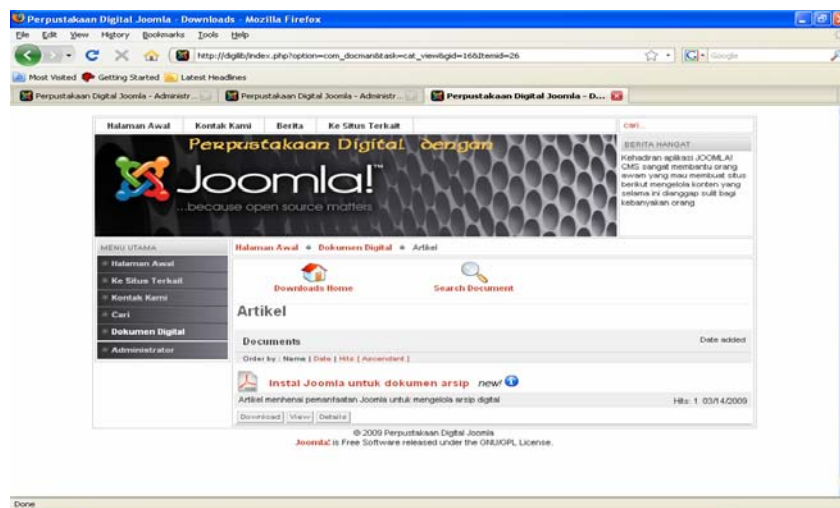 Perpustakaan Digital Joomla - Downloads - Mozilla Firefox
File Edit View History Bookmarks Tools Help
http://digilib/index.php?option=com_docman&task=cat_view&gid=16&Itemid=26
Google
Most Visited Getting Started Latest Headlines
Perpustakaan Digital Joomla - Administr... Perpustakaan Digital Joomla - Administr... Perpustakaan Digital Joomla - D...
Halaman Awal Kontak Kami Berita Ke Situs Terkait
cari...
Perpustakaan Digital dengan
Joomla!™
...because open source matters
BERITA HANGAT
Kehadiran aplikasi JOOMLA!
CMS sangat membantu orang
awam yang mau membuat situs
berikut mengelola konten yang
selama ini dianggap sulit bagi
kebanyakan orang
MENU UTAMA
Halaman Awal
Ke Situs Terkait
Kontak Kami
Cari
Dokumen Digital
Administrator
Halaman Awal Dokumen Digital Artikel
Downloads Home Search Document
Artikel
Documents Date added
Order by : Name | Date | Hits [ Ascendant ]
Instal Joomla untuk dokumen arsip new!
Artikel menhenai pemanfaatan Joomla untuk mengelola arsip digital Hits: 1 03/14/2009
Download View Details
© 2009 Perpustakaan Digital Joomla
Joomla! is Free Software released under the GNU/GPL License.
Done